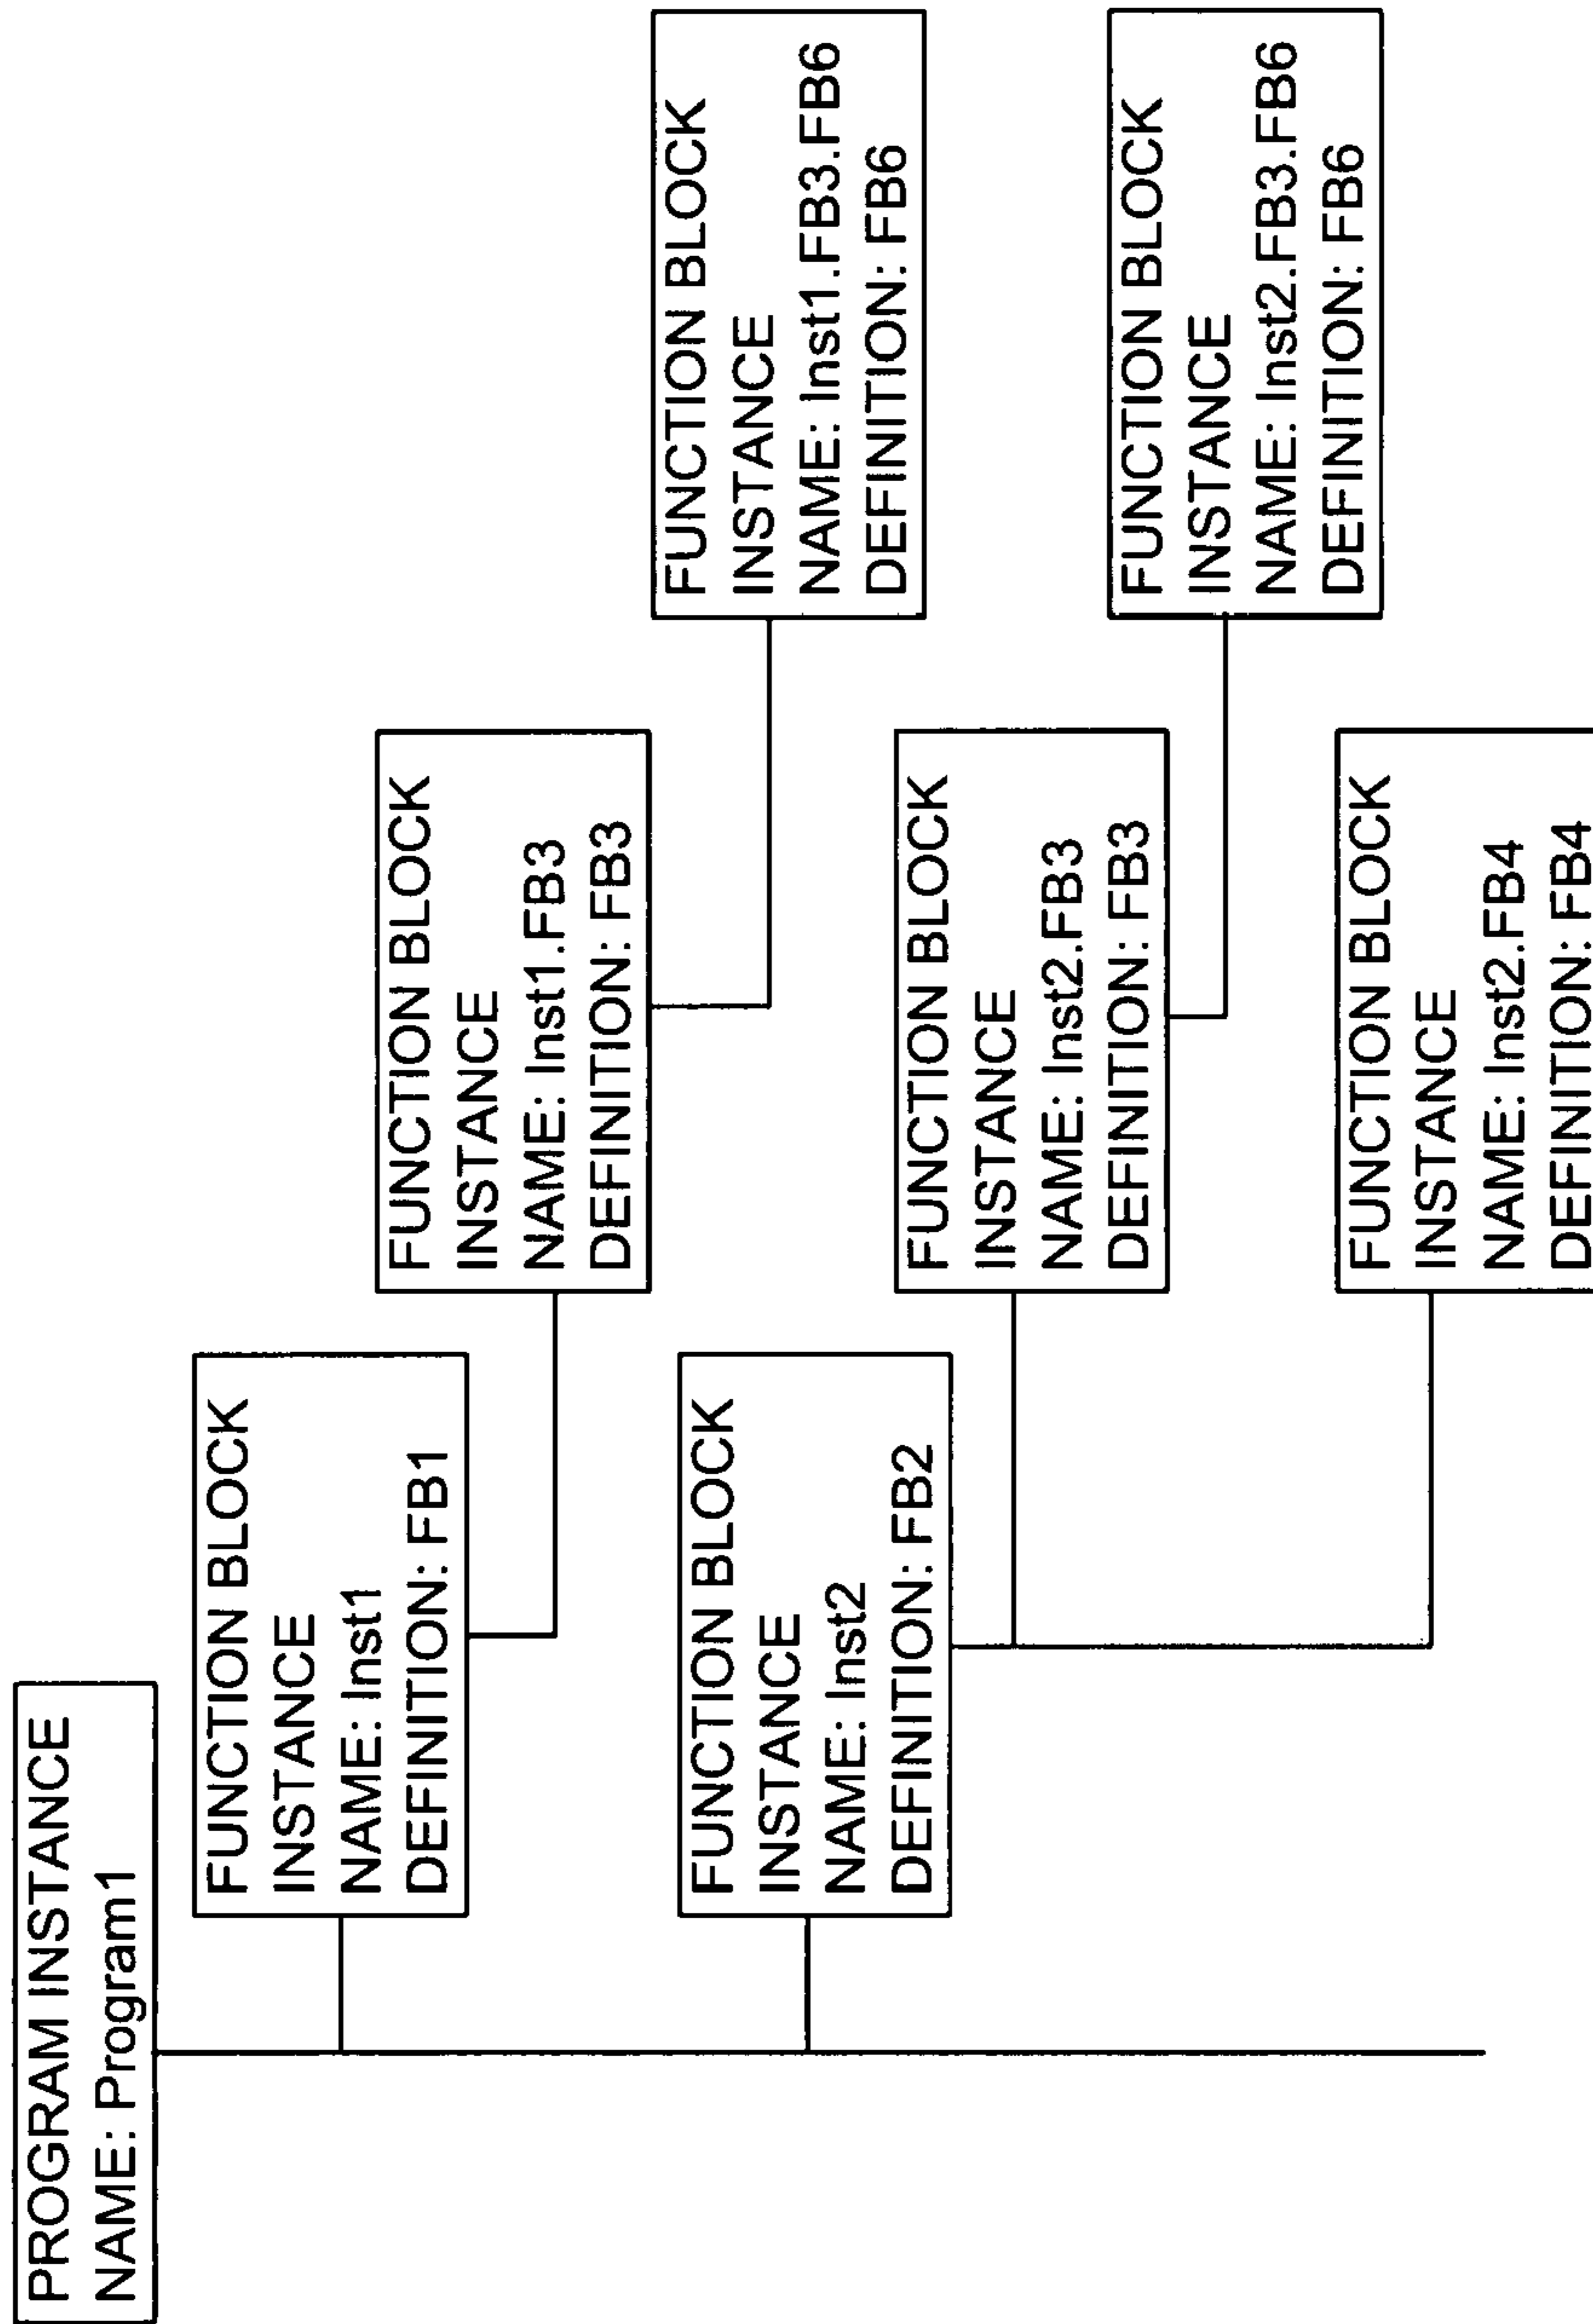 PROGRAM INSTANCE
NAME: Program1
FUNCTION BLOCK
INSTANCE
NAME: Inst1
DEFINITION: FB1
FUNCTION BLOCK
INSTANCE
NAME: Inst1.FB3
DEFINITION: FB3
FUNCTION BLOCK
INSTANCE
NAME: Inst1.FB3.FB6
DEFINITION: FB6
FUNCTION BLOCK
INSTANCE
NAME: Inst2
DEFINITION: FB2
FUNCTION BLOCK
INSTANCE
NAME: Inst2.FB3
DEFINITION: FB3
FUNCTION BLOCK
INSTANCE
NAME: Inst2.FB3.FB6
DEFINITION: FB6
FUNCTION BLOCK
INSTANCE
NAME: Inst2.FB4
DEFINITION: FB4